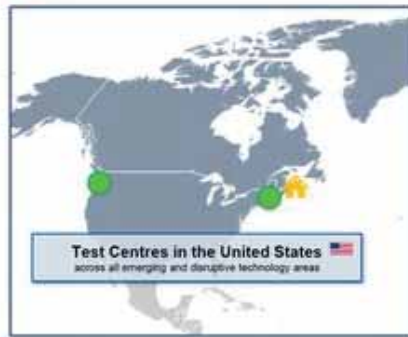 Test Centres in the United States
across all emerging and disruptive technology areas